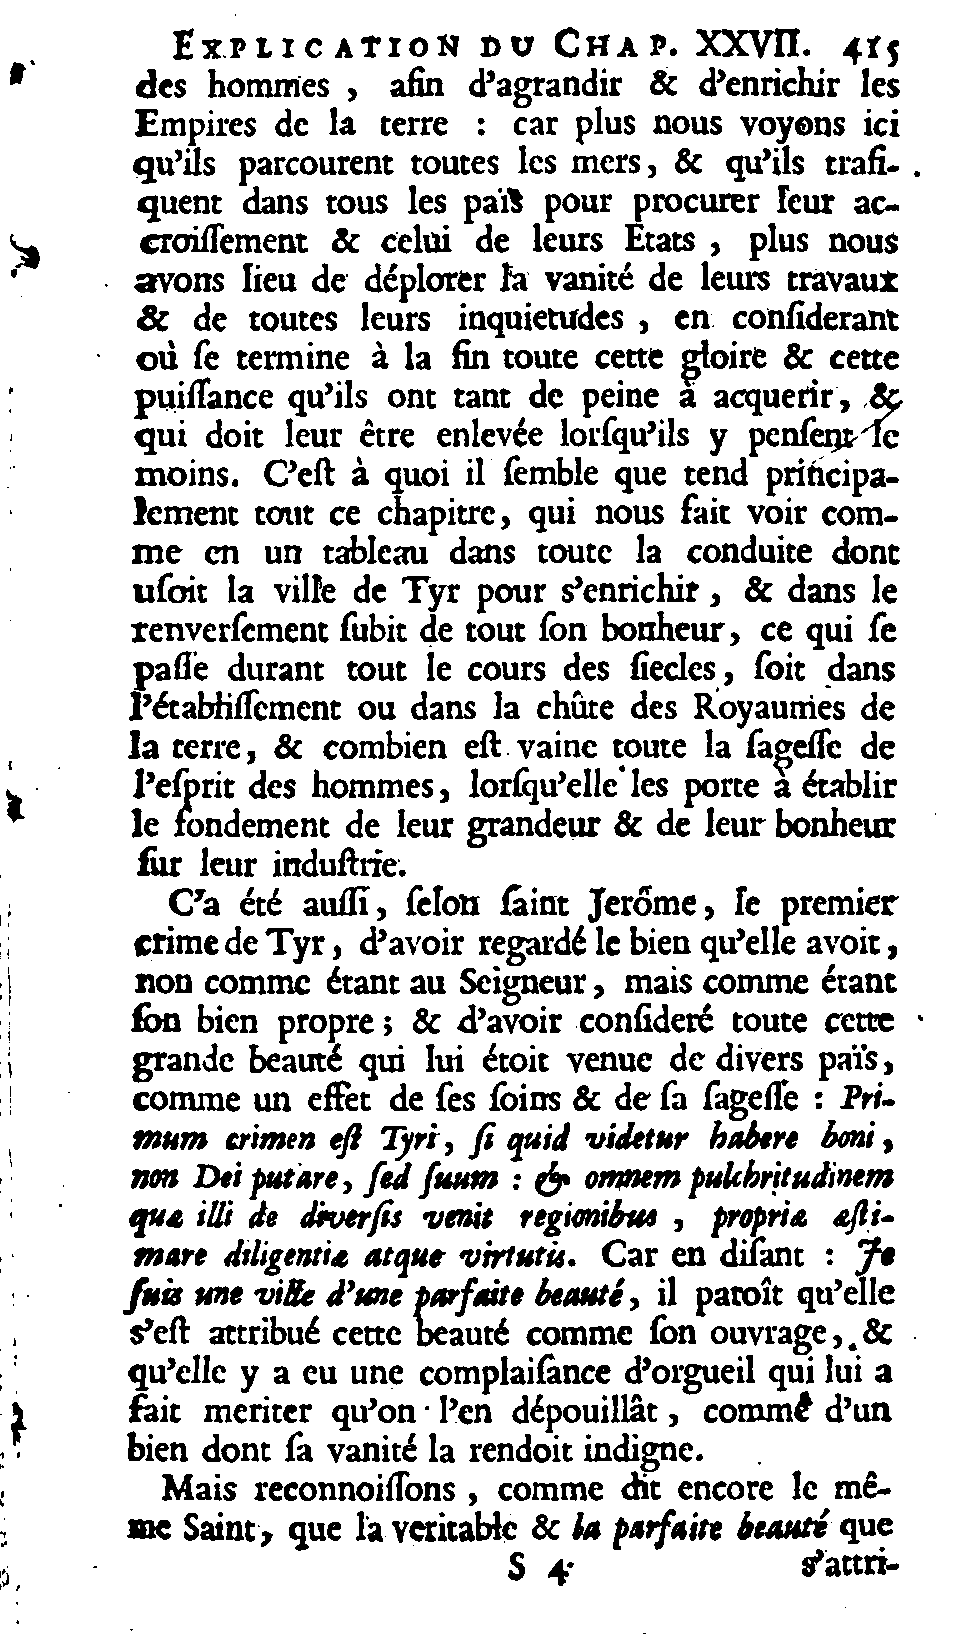 EXPLICATION DU CHAP. XXVII. 415
des hommes, afin d'agrandir & d'enrichir les
Empires de la terre : car plus nous voyons ici
qu'ils parcourent toutes les mers, & qu'ils trafi-
quent dans tous les païs pour procurer leur ac-
croiſſement & celui de leurs Etats, plus nous
avons lieu de déplorer la vanité de leurs travaux
& de toutes leurs inquietudes, en conſiderant
où ſe termine à la fin toute cette gloire & cette
puiſſance qu'ils ont tant de peine à acquerir, &
qui doit leur être enlevée lorſqu'ils y penſent le
moins. C'eſt à quoi il ſemble que tend principa-
lement tout ce chapitre, qui nous fait voir com-
me en un tableau dans toute la conduite dont
uſoit la ville de Tyr pour s'enrichir, & dans le
renverſement ſubit de tout ſon bonheur, ce qui ſe
paſſe durant tout le cours des ſiecles, ſoit dans
l'établiſſement ou dans la chûte des Royaumes de
la terre, & combien eſt vaine toute la ſageſſe de
l'eſprit des hommes, lorſqu'elle les porte à établir
le fondement de leur grandeur & de leur bonheur
ſur leur induſtrie.
C'a été auſſi, ſelon ſaint Jerôme, le premier
crime de Tyr, d'avoir regardé le bien qu'elle avoit,
non comme étant au Seigneur, mais comme étant
ſon bien propre ; & d'avoir conſideré toute cette
grande beauté qui lui étoit venue de divers païs,
comme un effet de ſes ſoins & de ſa ſageſſe : Pri-
mum crimen eſt Tyri, ſi quid videtur habere boni,
non Dei putare, ſed ſuum : & omnem pulchritudinem
quæ illi de diverſis venit regionibus, propriæ æſti-
mare diligentiæ atque virtutis. Car en diſant : Je
ſuis une ville d'une parfaite beauté, il paroît qu'elle
s'eſt attribué cette beauté comme ſon ouvrage, &
qu'elle y a eu une complaiſance d'orgueil qui lui a
fait meriter qu'on l'en dépouillât, comme d'un
bien dont ſa vanité la rendoit indigne.
Mais reconnoiſſons, comme dit encore le mê-
me Saint, que la veritable & la parfaite beauté que
S 4 s'attri-